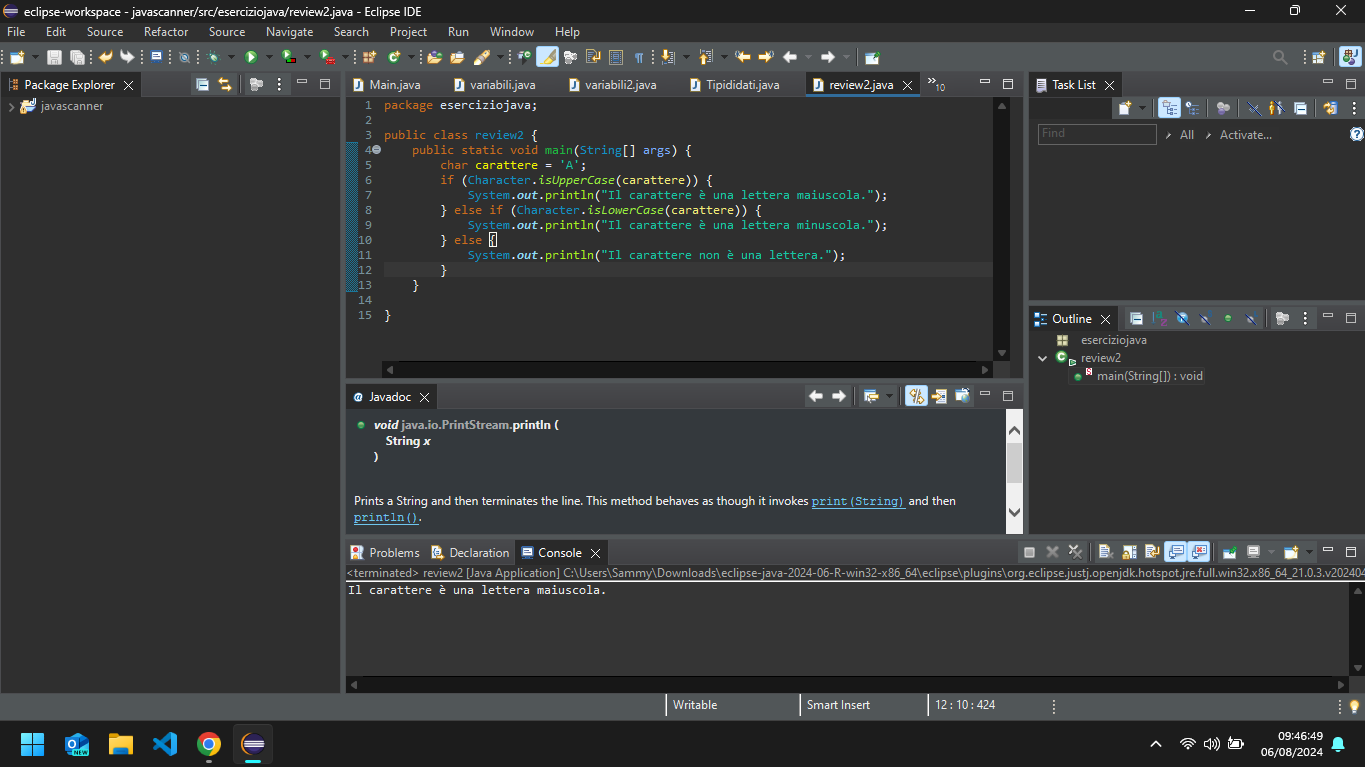 eclipse-workspace - javascanner/src/eserciziojava/review2.java - Eclipse IDE
File Edit Source Refactor Source Navigate Search Project Run Window Help
Package Explorer
javascanner
Main.java variabili.java variabili2.java Tipididati.java review2.java »10
1 package eserciziojava;
2
3 public class review2 {
4 public static void main(String[] args) {
5 char carattere = 'A';
6 if (Character.isUpperCase(carattere)) {
7 System.out.println("Il carattere è una lettera maiuscola.");
8 } else if (Character.isLowerCase(carattere)) {
9 System.out.println("Il carattere è una lettera minuscola.");
10 } else {
11 System.out.println("Il carattere non è una lettera.");
12 }
13 }
14
15 }
Task List
Find All Activate...
Outline
eserciziojava
review2
main(String[]) : void
Javadoc
void java.io.PrintStream.println (
String x
)
Prints a String and then terminates the line. This method behaves as though it invokes print(String) and then
println().
Problems Declaration Console
<terminated> review2 [Java Application] C:\Users\Sammy\Downloads\eclipse-java-2024-06-R-win32-x86_64\eclipse\plugins\org.eclipse.justj.openjdk.hotspot.jre.full.win32.x86_64_21.0.3.v202404
Il carattere è una lettera maiuscola.
Writable Smart Insert 12 : 10 : 424
NEW
09:46:49
06/08/2024